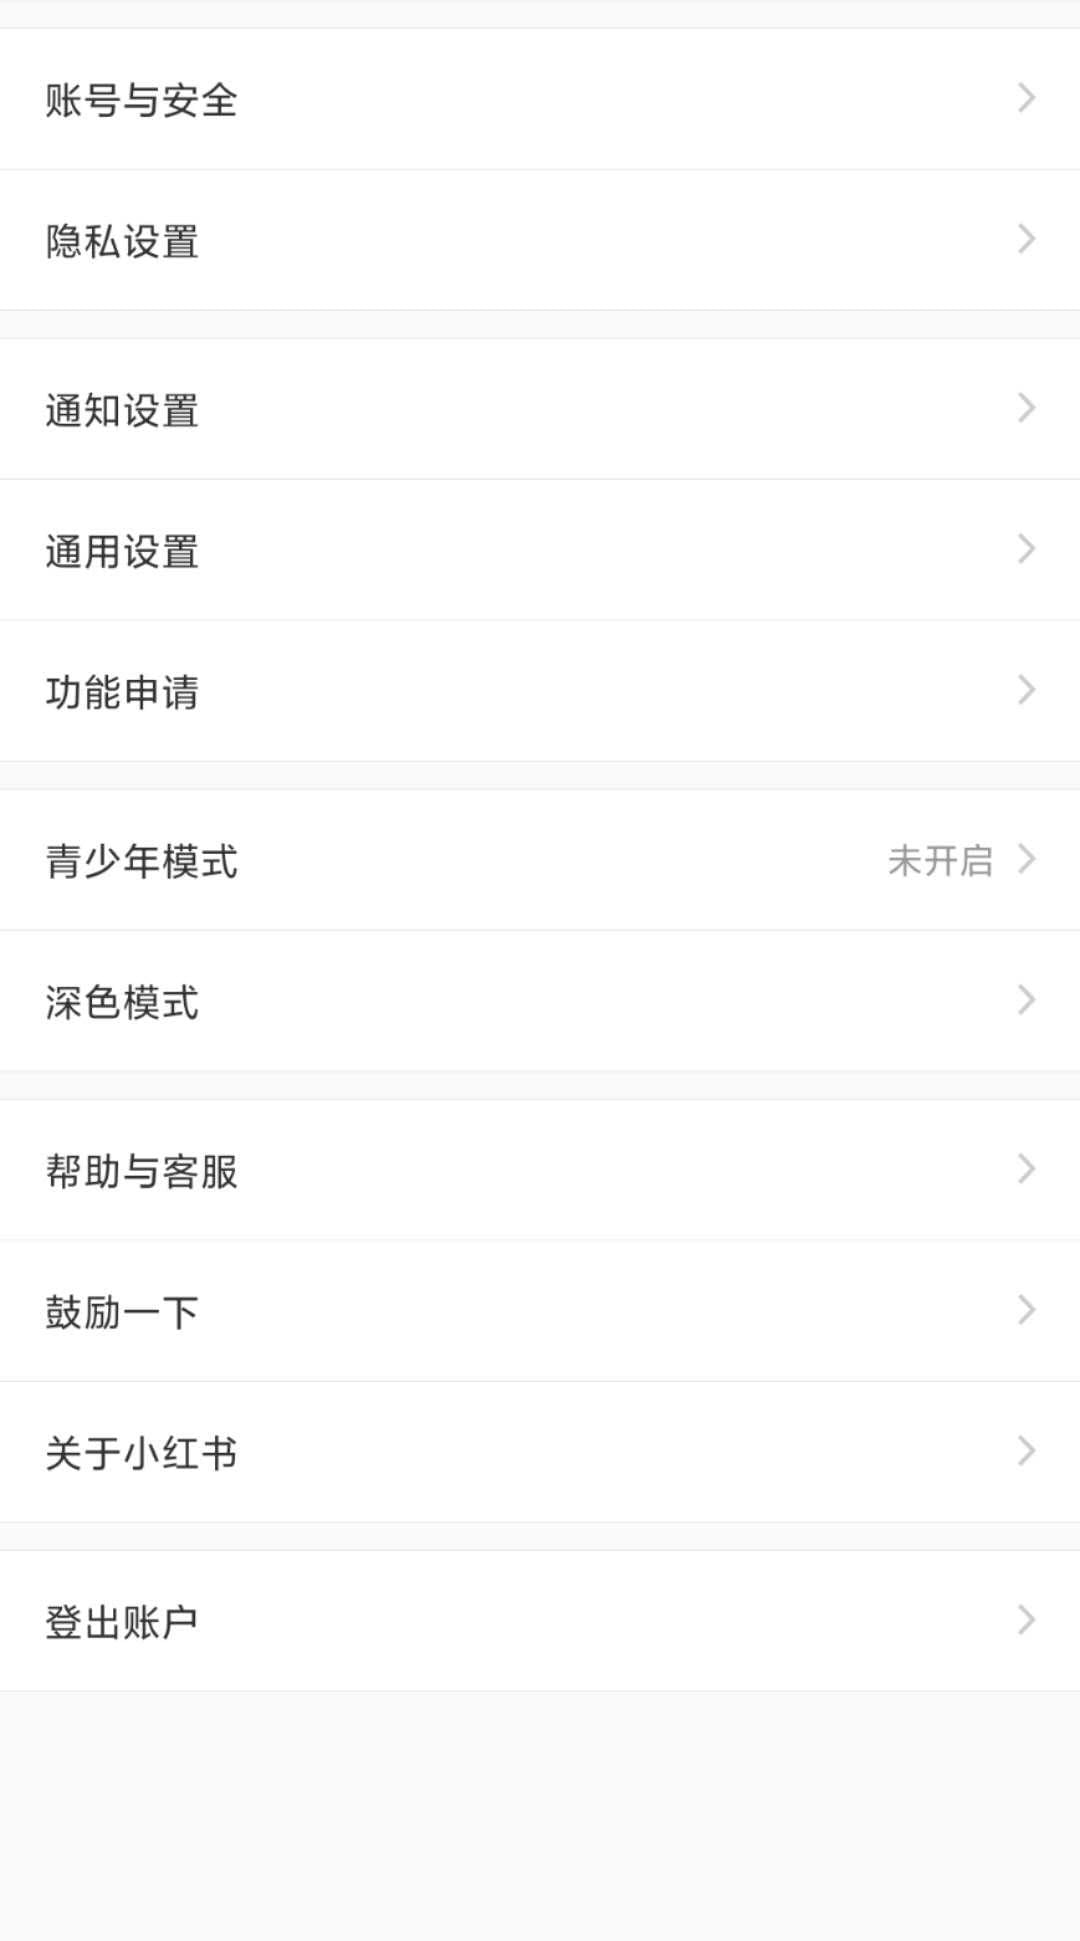 账号与安全
隐私设置
通知设置
通用设置
功能申请
青少年模式 未开启
深色模式
帮助与客服
鼓励一下
关于小红书
登出账户